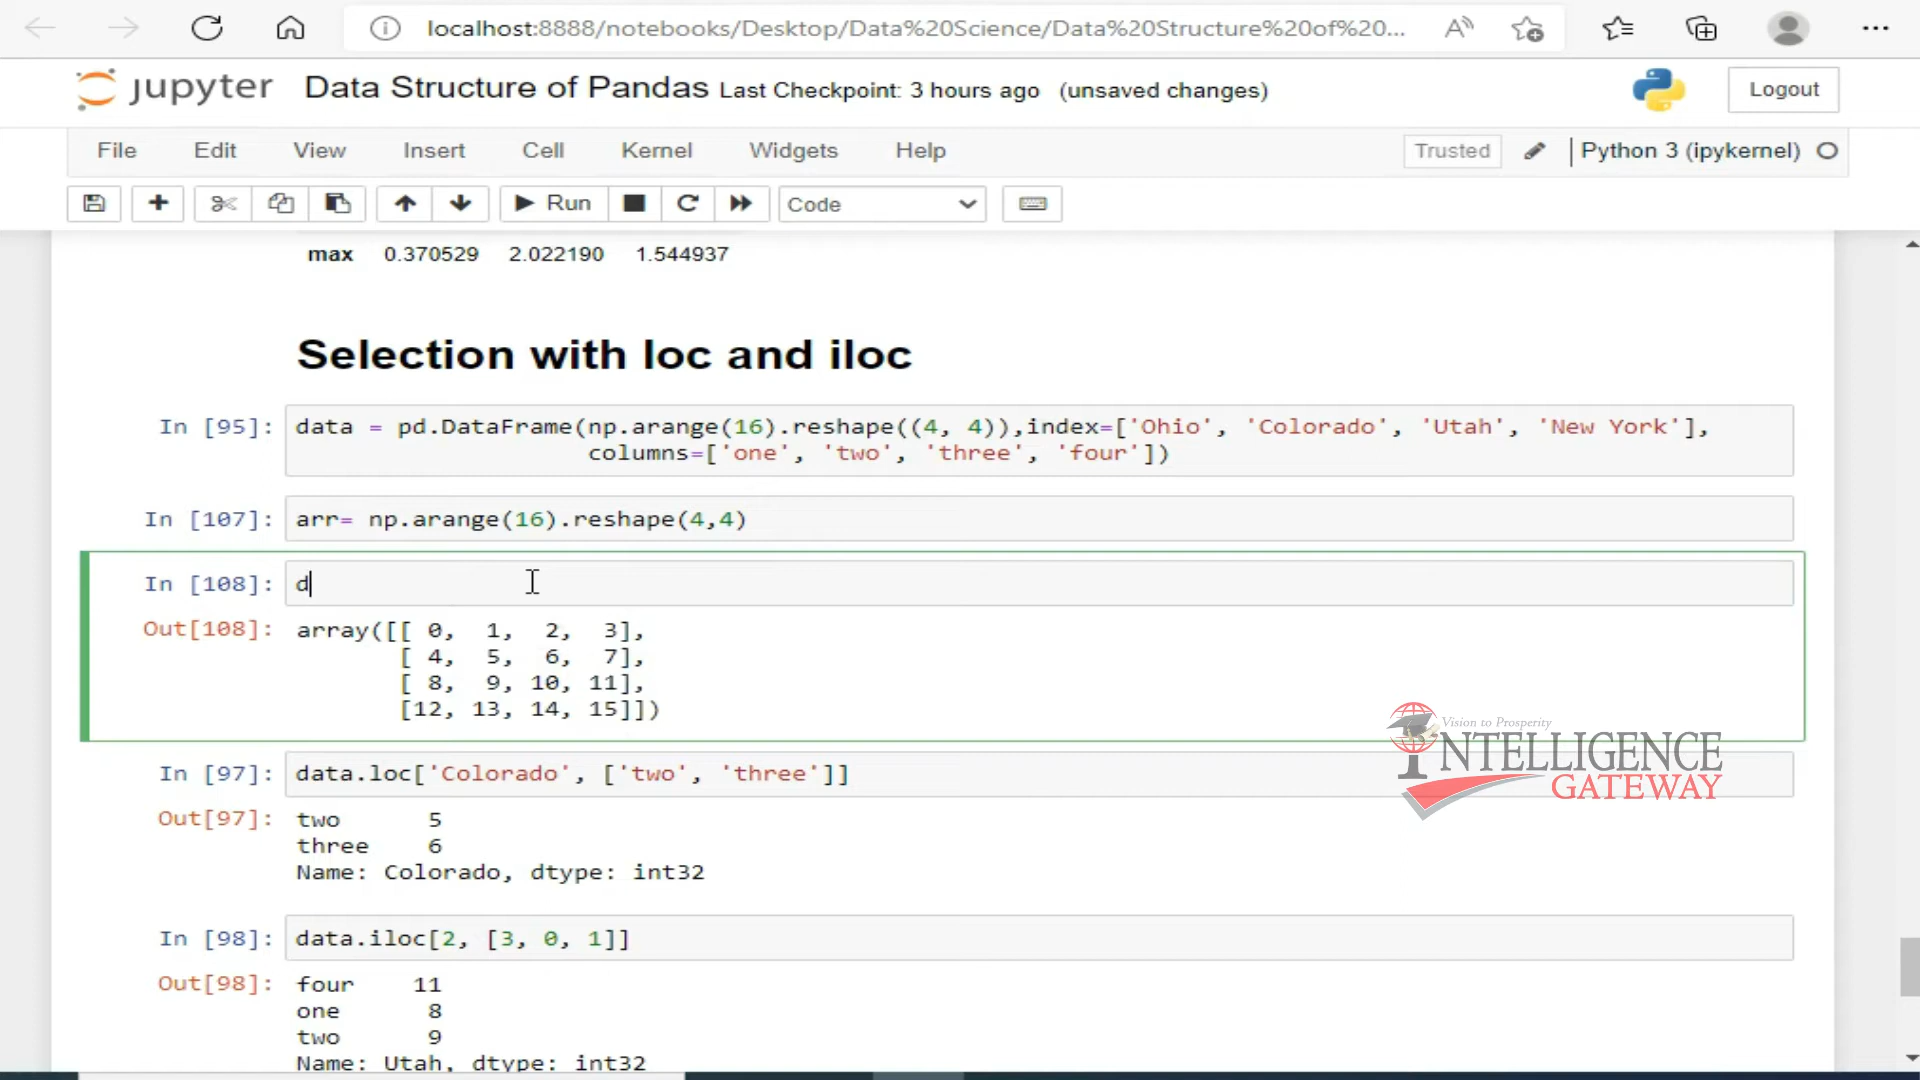 localhost:8888/notebooks/Desktop/Data%20Science/Data%20Structure%20of%20...
jupyter Data Structure of Pandas Last Checkpoint: 3 hours ago (unsaved changes)
Logout
File Edit View Insert Cell Kernel Widgets Help
Trusted Python 3 (ipykernel)
Run Code
max 0.370529 2.022190 1.544937
Selection with loc and iloc
In [95]: data = pd.DataFrame(np.arange(16).reshape((4, 4)),index=['Ohio', 'Colorado', 'Utah', 'New York'],
columns=['one', 'two', 'three', 'four'])
In [107]: arr= np.arange(16).reshape(4,4)
In [108]: d
Out[108]: array([[ 0, 1, 2, 3],
[ 4, 5, 6, 7],
[ 8, 9, 10, 11],
[12, 13, 14, 15]])
Vision to Prosperity
INTELLIGENCE
GATEWAY
In [97]: data.loc['Colorado', ['two', 'three']]
Out[97]: two 5
three 6
Name: Colorado, dtype: int32
In [98]: data.iloc[2, [3, 0, 1]]
Out[98]: four 11
one 8
two 9
Name: Utah, dtype: int32